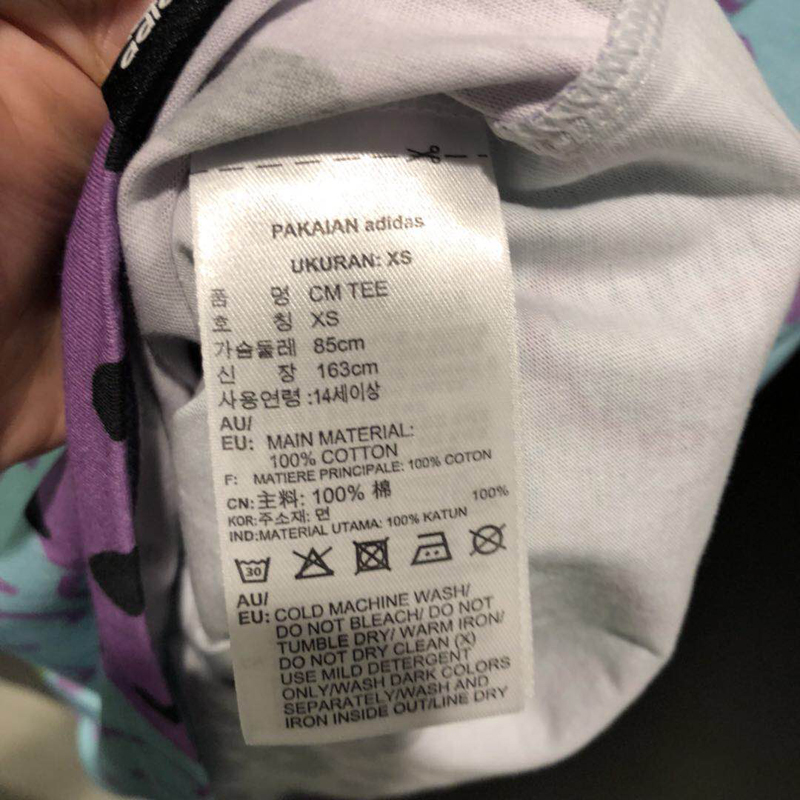 PAKAIAN adidas
UKURAN: XS
품 명 CM TEE
호 칭 XS
가슴둘레 85cm
신 장 163cm
사용연령 :14세이상
AU/
EU: MAIN MATERIAL:
100% COTTON
F: MATIERE PRINCIPALE: 100% COTON
CN: 主料: 100% 棉
KOR:주소재: 면 100%
IND:MATERIAL UTAMA: 100% KATUN
30
AU/
EU: COLD MACHINE WASH/
DO NOT BLEACH/ DO NOT
TUMBLE DRY/ WARM IRON/
DO NOT DRY CLEAN (X)
USE MILD DETERGENT
ONLY/WASH DARK COLORS
SEPARATELY/WASH AND
IRON INSIDE OUT/LINE DRY